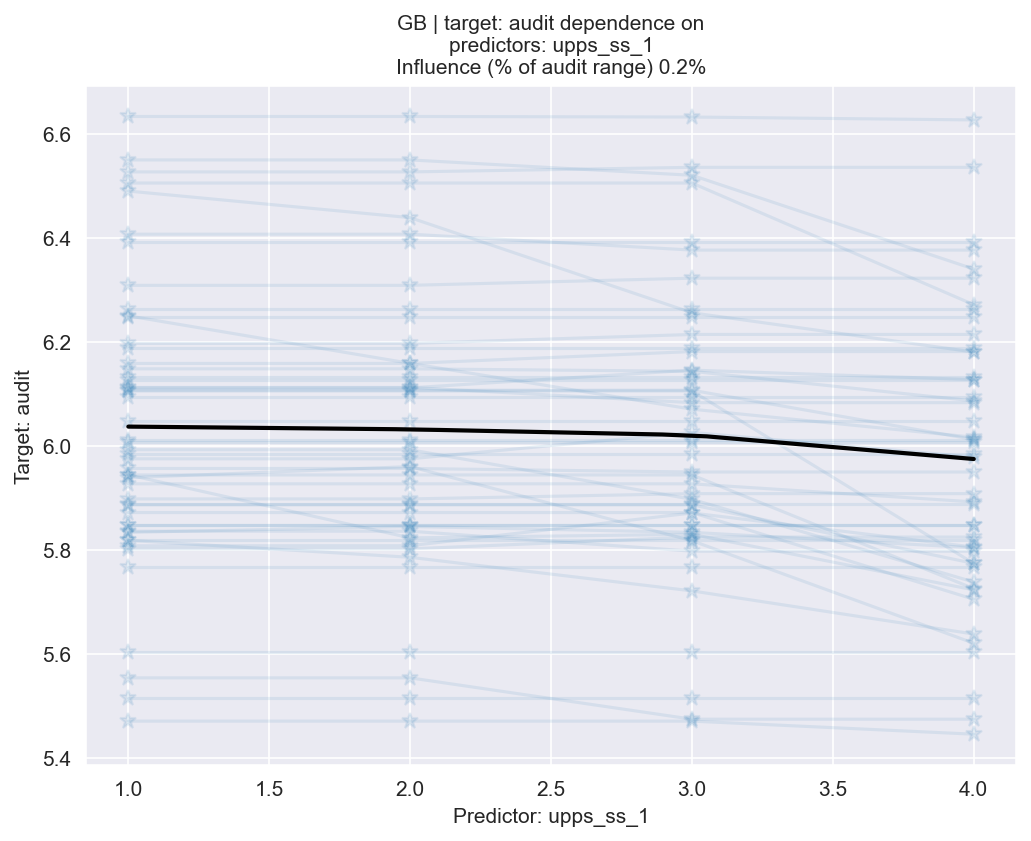 GB | target: audit dependence on
predictors: upps_ss_1
Influence (% of audit range) 0.2%
Target: audit
6.6
6.4
6.2
6.0
5.8
5.6
5.4
1.0 1.5 2.0 2.5 3.0 3.5 4.0
Predictor: upps_ss_1